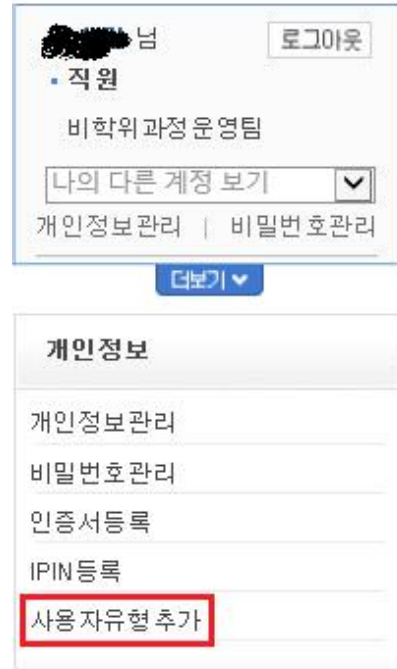 님 로그아웃
직원
비학위과정운영팀
나의 다른 계정 보기
개인정보관리 | 비밀번호관리
더보기
개인정보
개인정보관리
비밀번호관리
인증서등록
IPIN등록
사용자유형추가